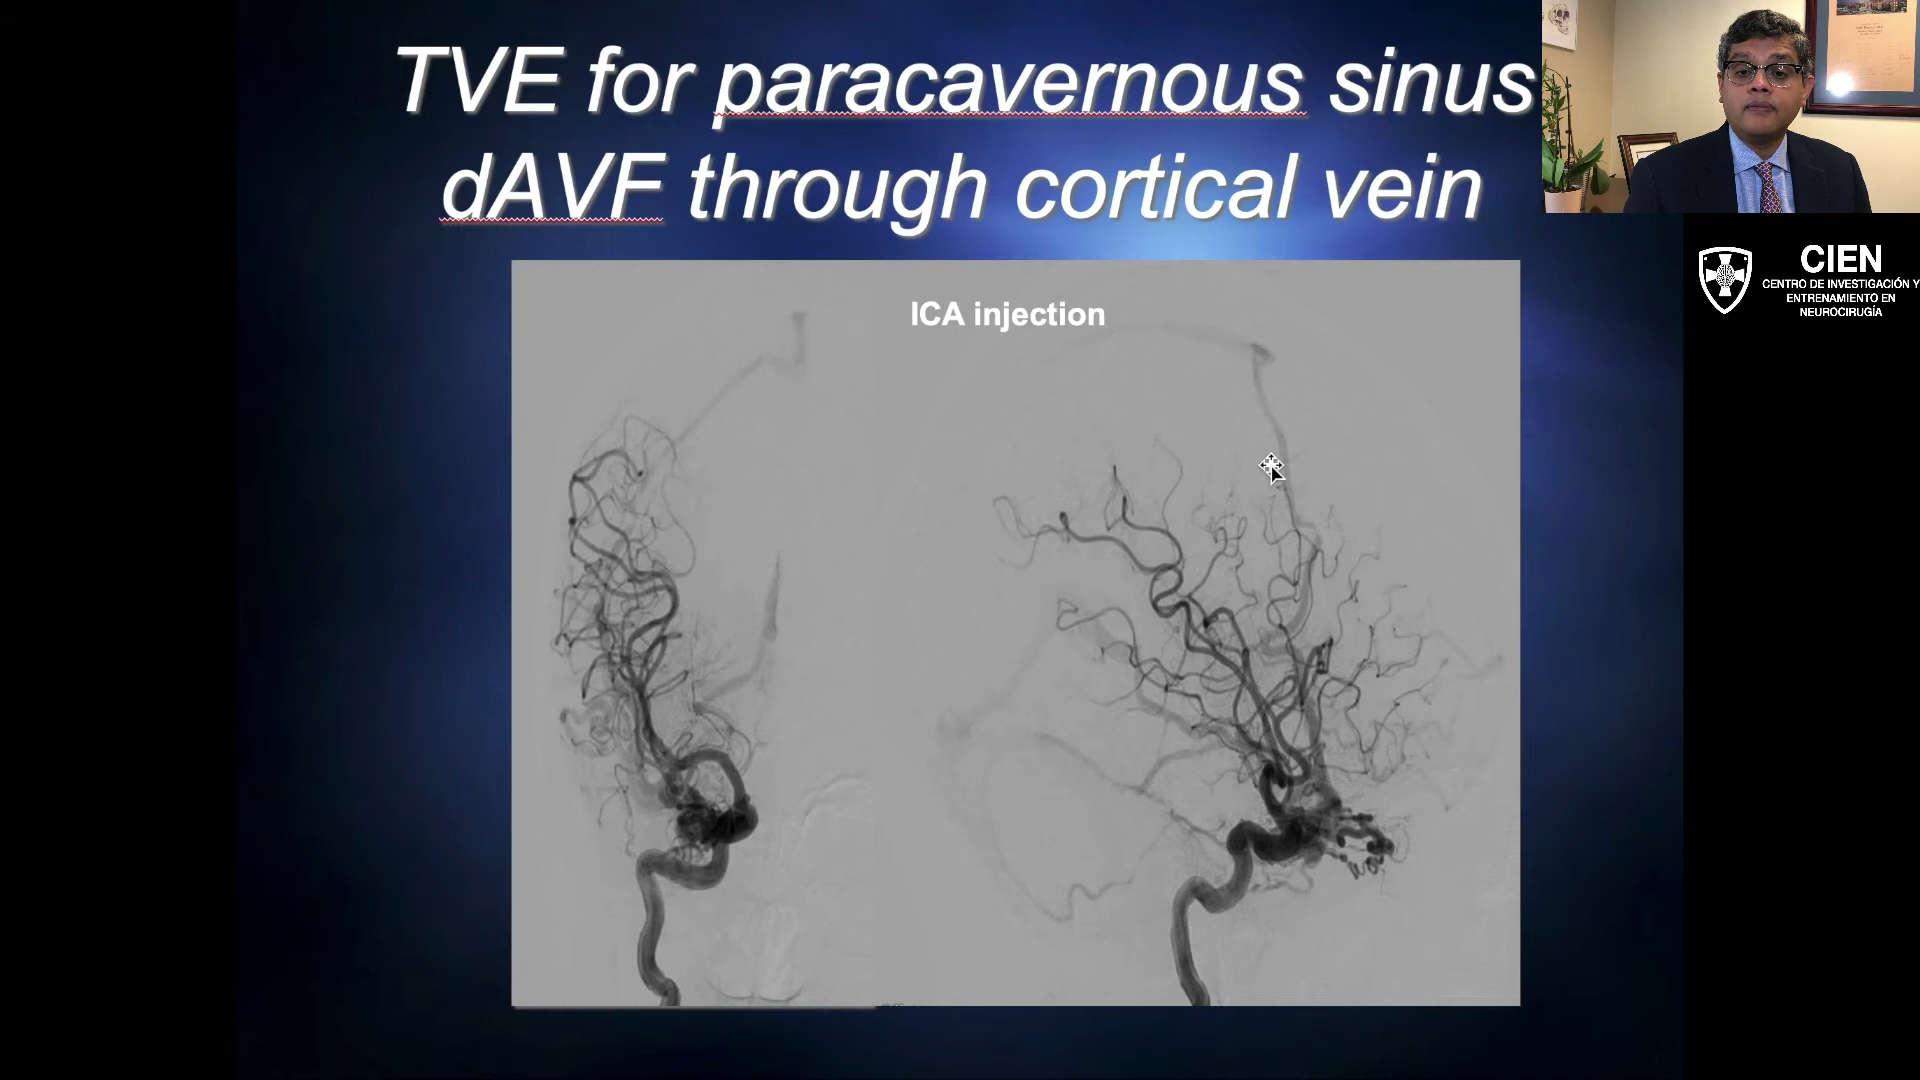 TVE for paracavernous sinus
dAVF through cortical vein
ICA injection
CIEN
CENTRO DE INVESTIGACIÓN Y
ENTRENAMIENTO EN
NEUROCIRUGÍA